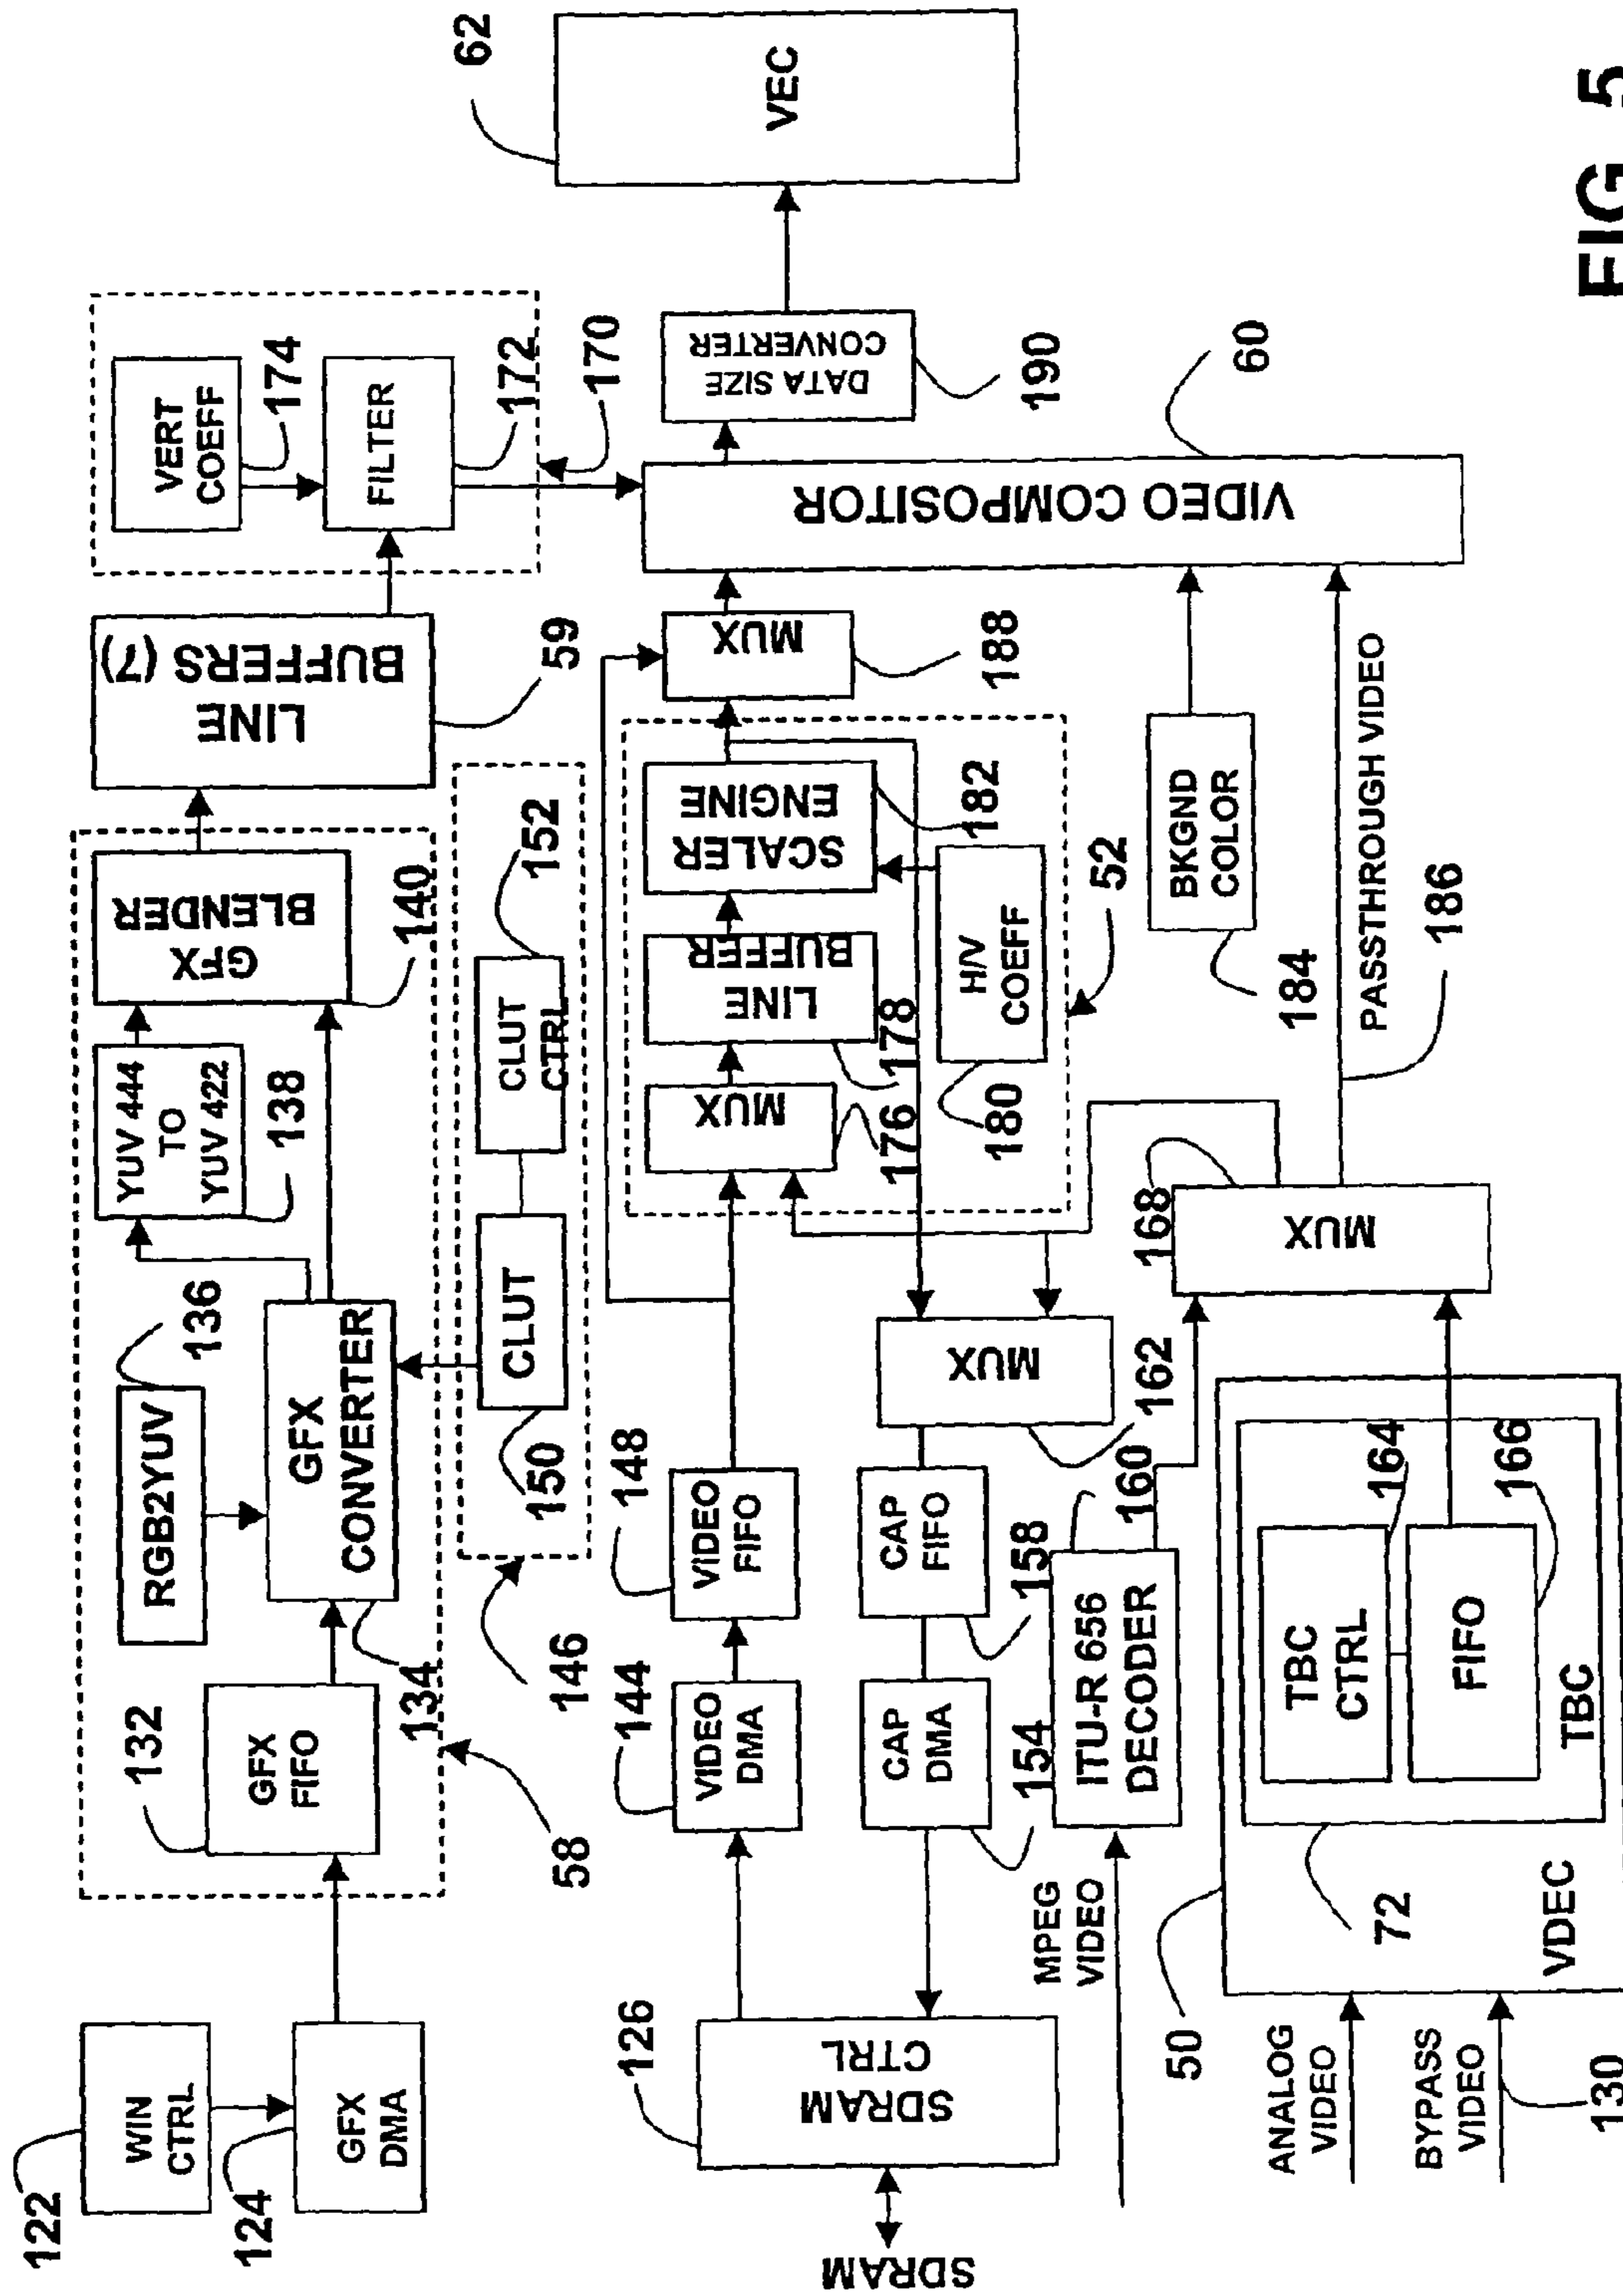 122
WIN
CTRL
124
GFX
DMA
132
GFX
FIFO
134
RGB2YUV
136
GFX
CONVERTER
YUV 444
TO
YUV 422
138
GFX
BLENDER
140
58
LINE
BUFFERS (7)
59
VERT
COEFF
174
FILTER
172
170
146
CLUT
150
CLUT
CTRL
152
SDRAM
SDRAM
CTRL
126
VIDEO
DMA
144
VIDEO
FIFO
148
CAP
DMA
154
CAP
FIFO
158
MUX
162
MUX
176
LINE
BUFFER
178
SCALER
ENGINE
182
H/V
COEFF
180
52
MUX
188
VIDEO COMPOSITOR
60
DATA SIZE
CONVERTER
190
VEC
62
MPEG
VIDEO
ITU-R 656
DECODER
160
MUX
168
BKGND
COLOR
184
PASSTHROUGH VIDEO
186
ANALOG
VIDEO
BYPASS
VIDEO
130
50
VDEC
72
TBC
CTRL
164
FIFO
166
TBC
FIG. 5